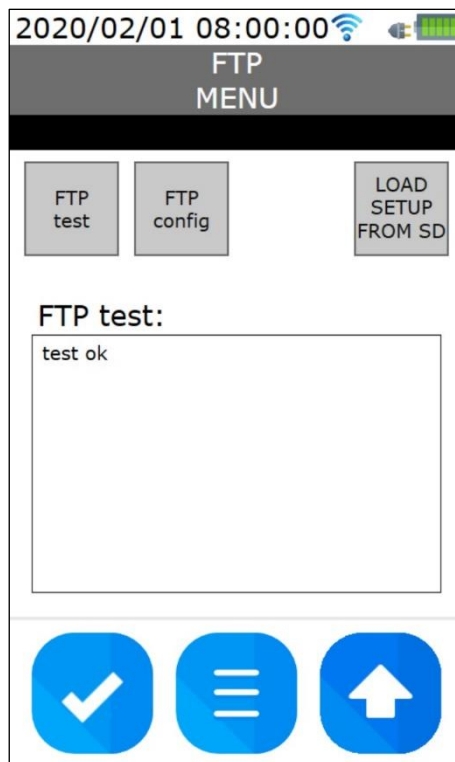 2020/02/01 08:00:00
FTP
MENU
FTP
test
FTP
config
LOAD
SETUP
FROM SD
FTP test:
test ok